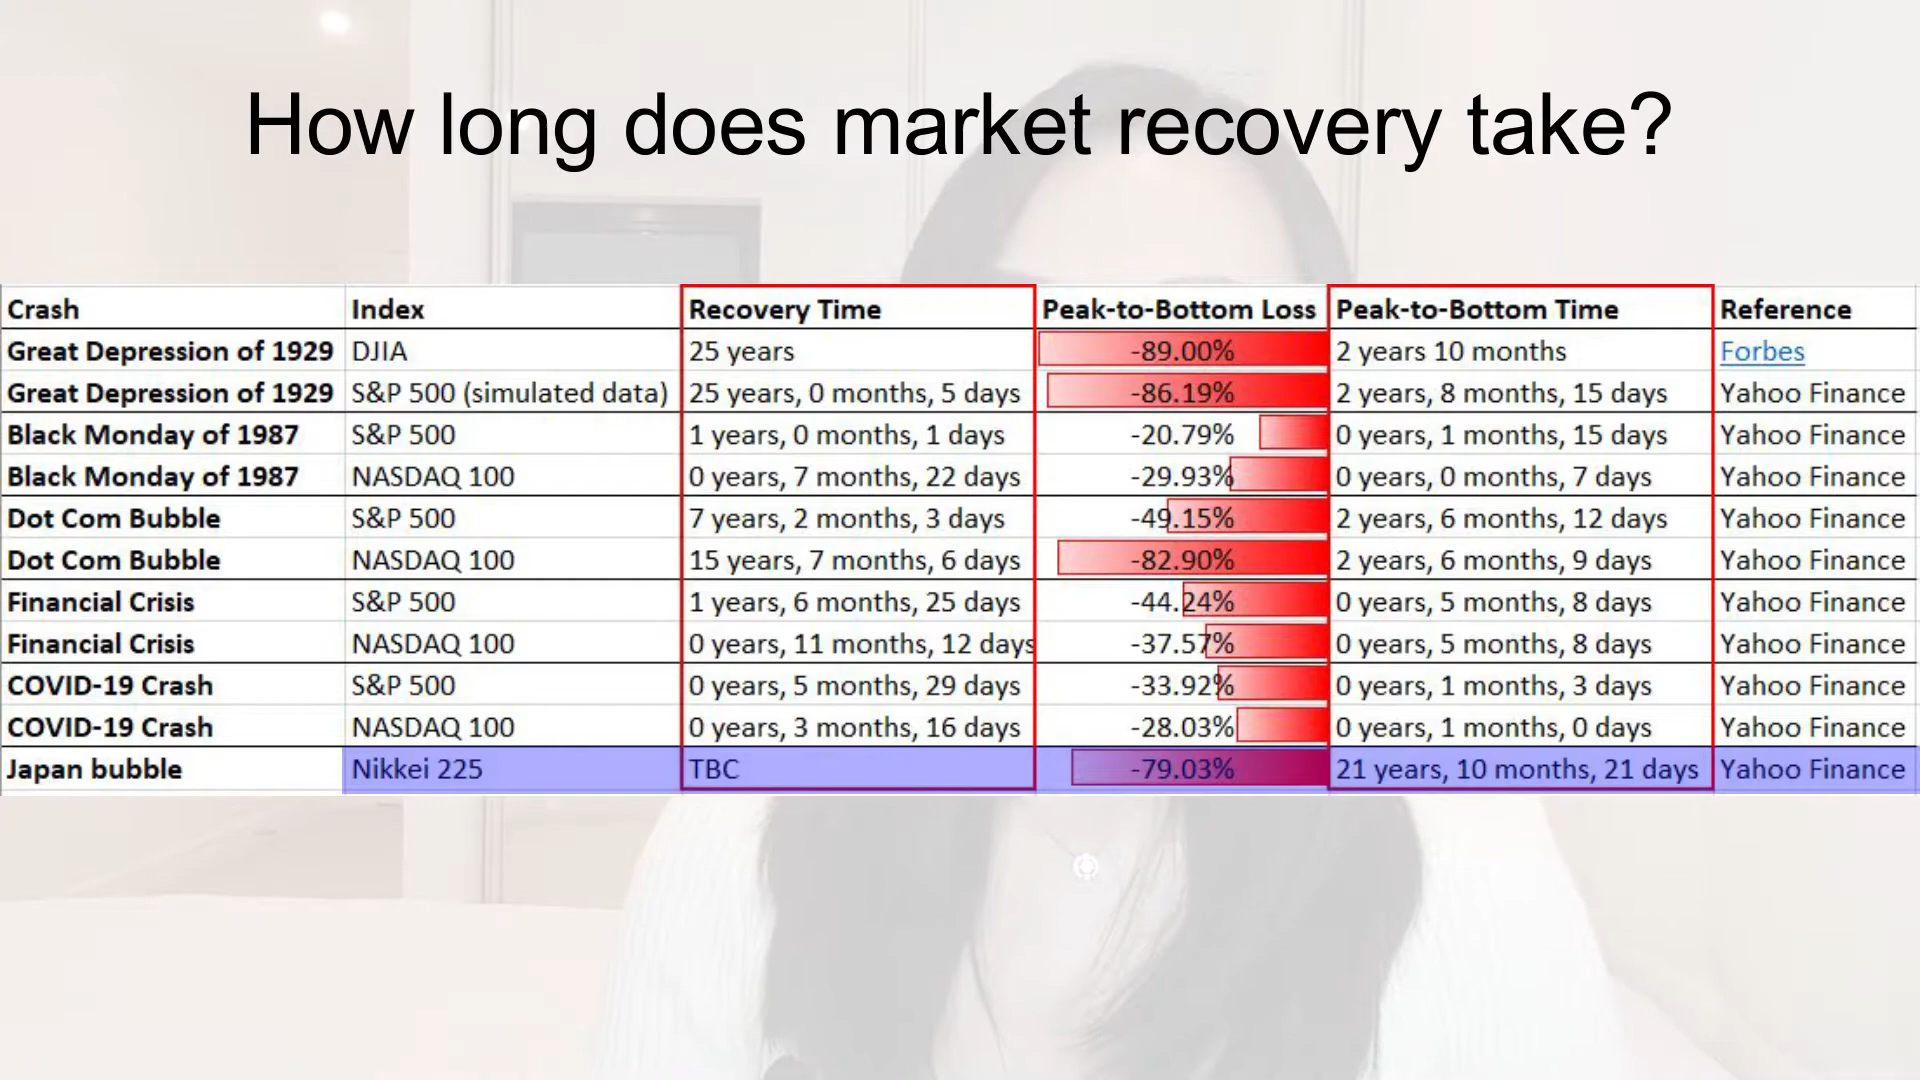 How long does market recovery take?
Crash Index Recovery Time Peak-to-Bottom Loss Peak-to-Bottom Time Reference
Great Depression of 1929 DJIA 25 years -89.00% 2 years 10 months Forbes
Great Depression of 1929 S&P 500 (simulated data) 25 years, 0 months, 5 days -86.19% 2 years, 8 months, 15 days Yahoo Finance
Black Monday of 1987 S&P 500 1 years, 0 months, 1 days -20.79% 0 years, 1 months, 15 days Yahoo Finance
Black Monday of 1987 NASDAQ 100 0 years, 7 months, 22 days -29.93% 0 years, 0 months, 7 days Yahoo Finance
Dot Com Bubble S&P 500 7 years, 2 months, 3 days -49.15% 2 years, 6 months, 12 days Yahoo Finance
Dot Com Bubble NASDAQ 100 15 years, 7 months, 6 days -82.90% 2 years, 6 months, 9 days Yahoo Finance
Financial Crisis S&P 500 1 years, 6 months, 25 days -44.24% 0 years, 5 months, 8 days Yahoo Finance
Financial Crisis NASDAQ 100 0 years, 11 months, 12 days -37.57% 0 years, 5 months, 8 days Yahoo Finance
COVID-19 Crash S&P 500 0 years, 5 months, 29 days -33.92% 0 years, 1 months, 3 days Yahoo Finance
COVID-19 Crash NASDAQ 100 0 years, 3 months, 16 days -28.03% 0 years, 1 months, 0 days Yahoo Finance
Japan bubble Nikkei 225 TBC -79.03% 21 years, 10 months, 21 days Yahoo Finance